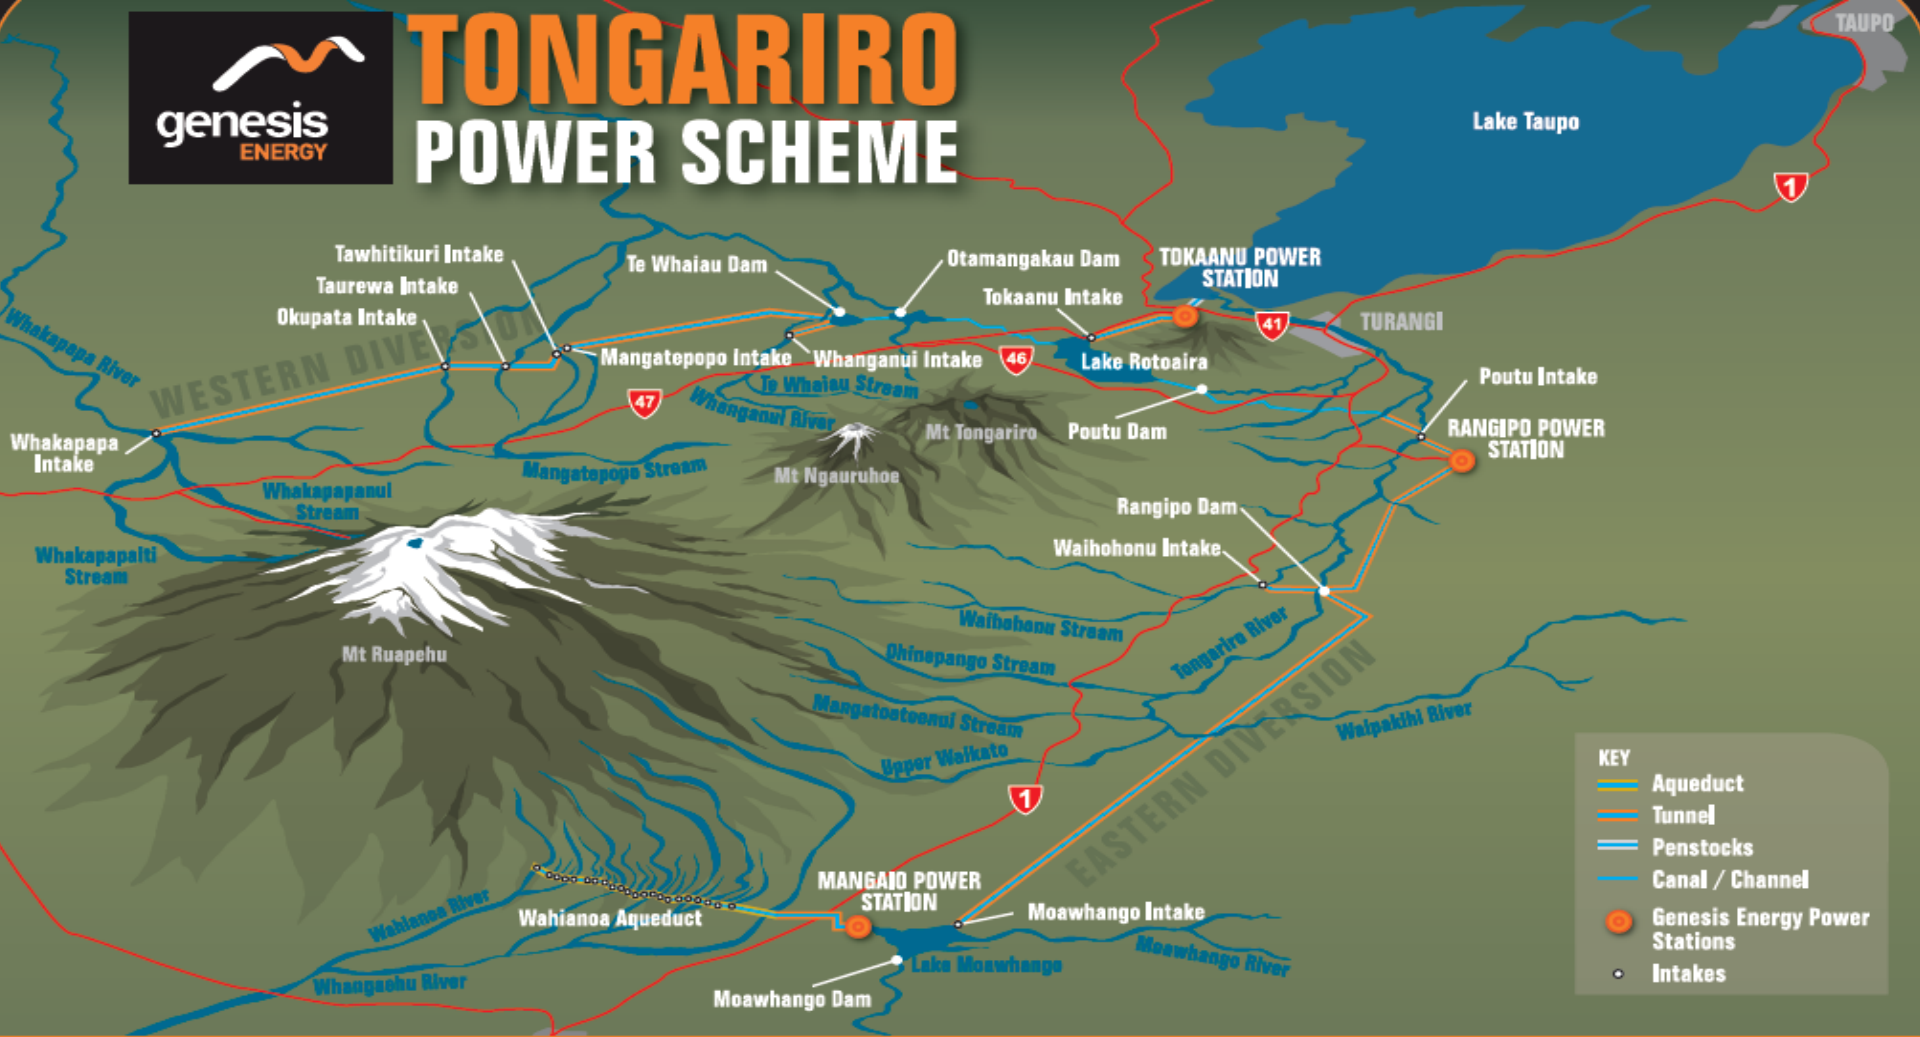 genesis
ENERGY
TONGARIRO
POWER SCHEME
TAUPO
Lake Taupo
1
Tawhitikuri Intake
Taurewa Intake
Okupata Intake
Te Whaiau Dam
Otamangakau Dam
Tokaanu Intake
TOKAANU POWER
STATION
41
TURANGI
Whakapapa River
WESTERN DIVERSION
Mangatepopo Intake
Whanganui Intake
46
Lake Rotoaira
Te Whaiau Stream
Whanganui River
47
Poutu Intake
Mt Tongariro
Poutu Dam
RANGIPO POWER
STATION
Whakapapa
Intake
Mangatepopo Stream
Mt Ngauruhoe
Whakapapanui
Stream
Rangipo Dam
Waihohonu Intake
Whakapapaiti
Stream
Mt Ruapehu
Waihohonu Stream
Ohinepango Stream
Tongariro River
Mangatoetoenui Stream
Upper Waikato
Waipakihi River
EASTERN DIVERSION
1
KEY
Aqueduct
Tunnel
Penstocks
Canal / Channel
Genesis Energy Power
Stations
Intakes
MANGAIO POWER
STATION
Wahianoa River
Wahianoa Aqueduct
Moawhango Intake
Moawhango River
Lake Moawhango
Whangaehu River
Moawhango Dam